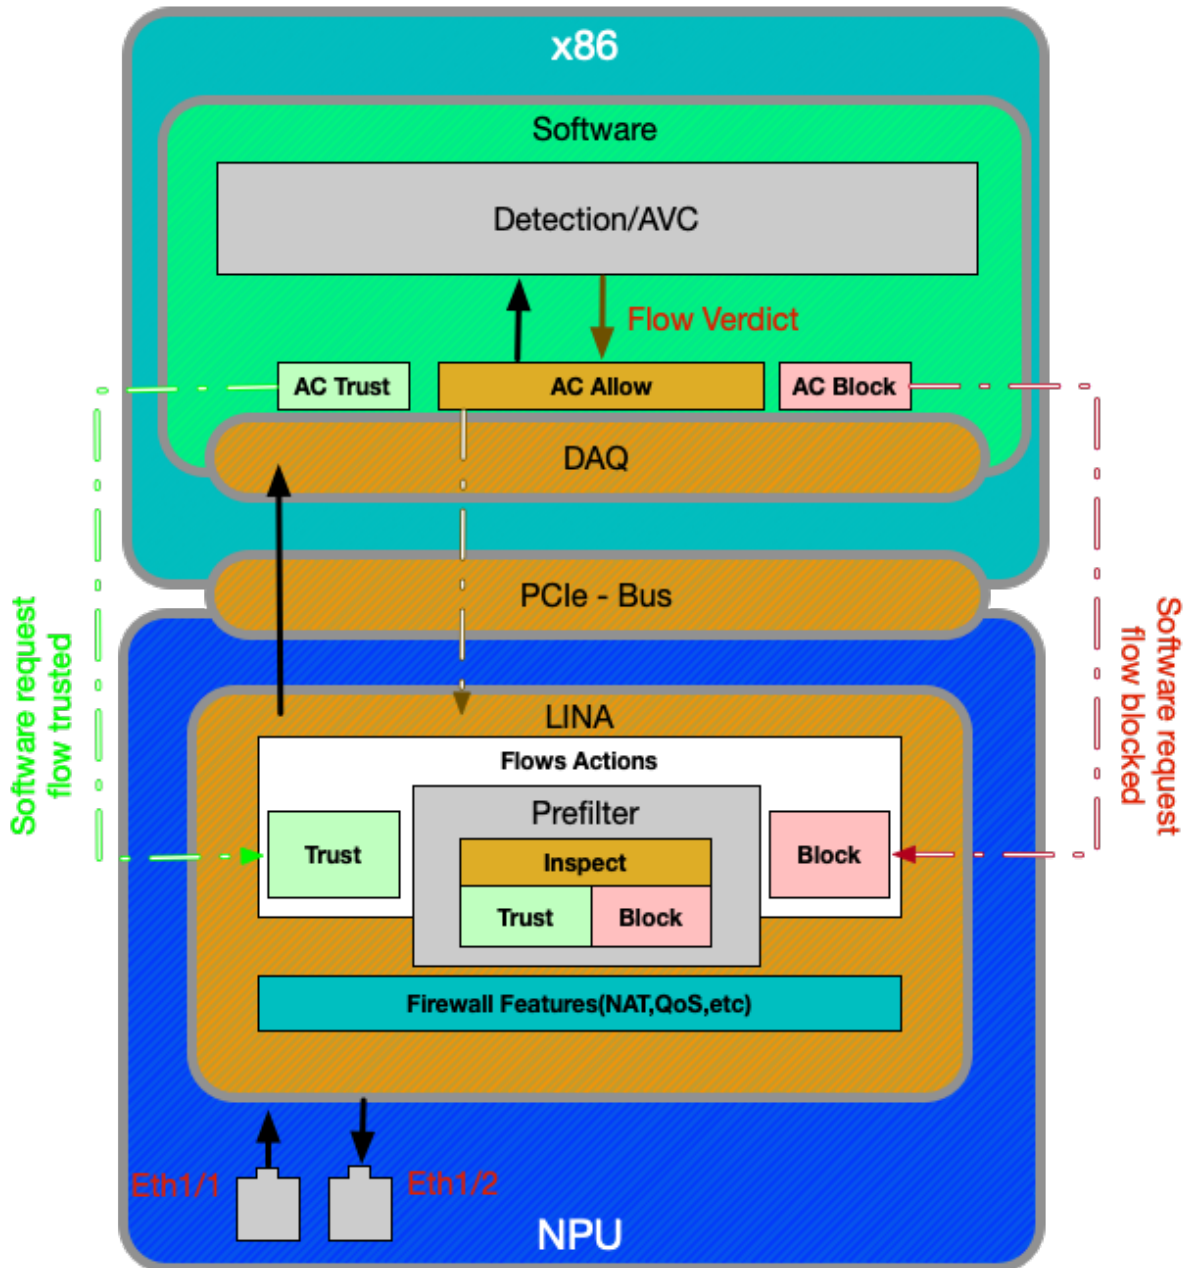 x86
Software
Detection/AVC
Flow Verdict
AC Trust
AC Allow
AC Block
DAQ
PCIe - Bus
Software request
flow trusted
Software request
flow blocked
LINA
Flows Actions
Prefilter
Trust
Inspect
Block
Trust
Block
Firewall Features(NAT,QoS,etc)
Eth1/1
Eth1/2
NPU